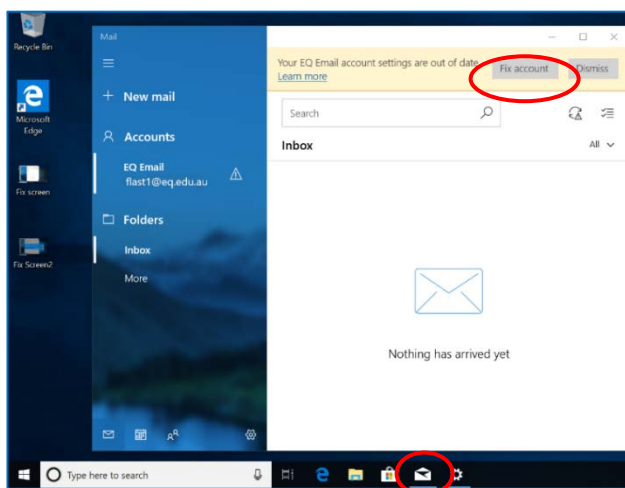 Recycle Bin
Microsoft
Edge
Fix screen
Fix Screen2
Mail
+ New mail
Accounts
EQ Email
flast1@eq.edu.au
Folders
Inbox
More
Your EQ Email account settings are out of date
Learn more
Fix account
Dismiss
Search
Inbox
All
Nothing has arrived yet
Type here to search